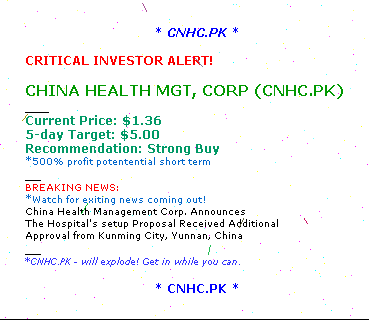 * CNHC.PK *
CRITICAL INVESTOR ALERT!
CHINA HEALTH MGT, CORP (CNHC.PK)
Current Price: $1.36
5-day Target: $5.00
Recommendation: Strong Buy
*500% profit potentential short term
BREAKING NEWS:
*Watch for exiting news coming out!
China Health Management Corp. Announces
The Hospital's setup Proposal Received Additional
Approval from Kunming City, Yunnan, China
*CNHC.PK - will explode! Get in while you can.
* CNHC.PK *